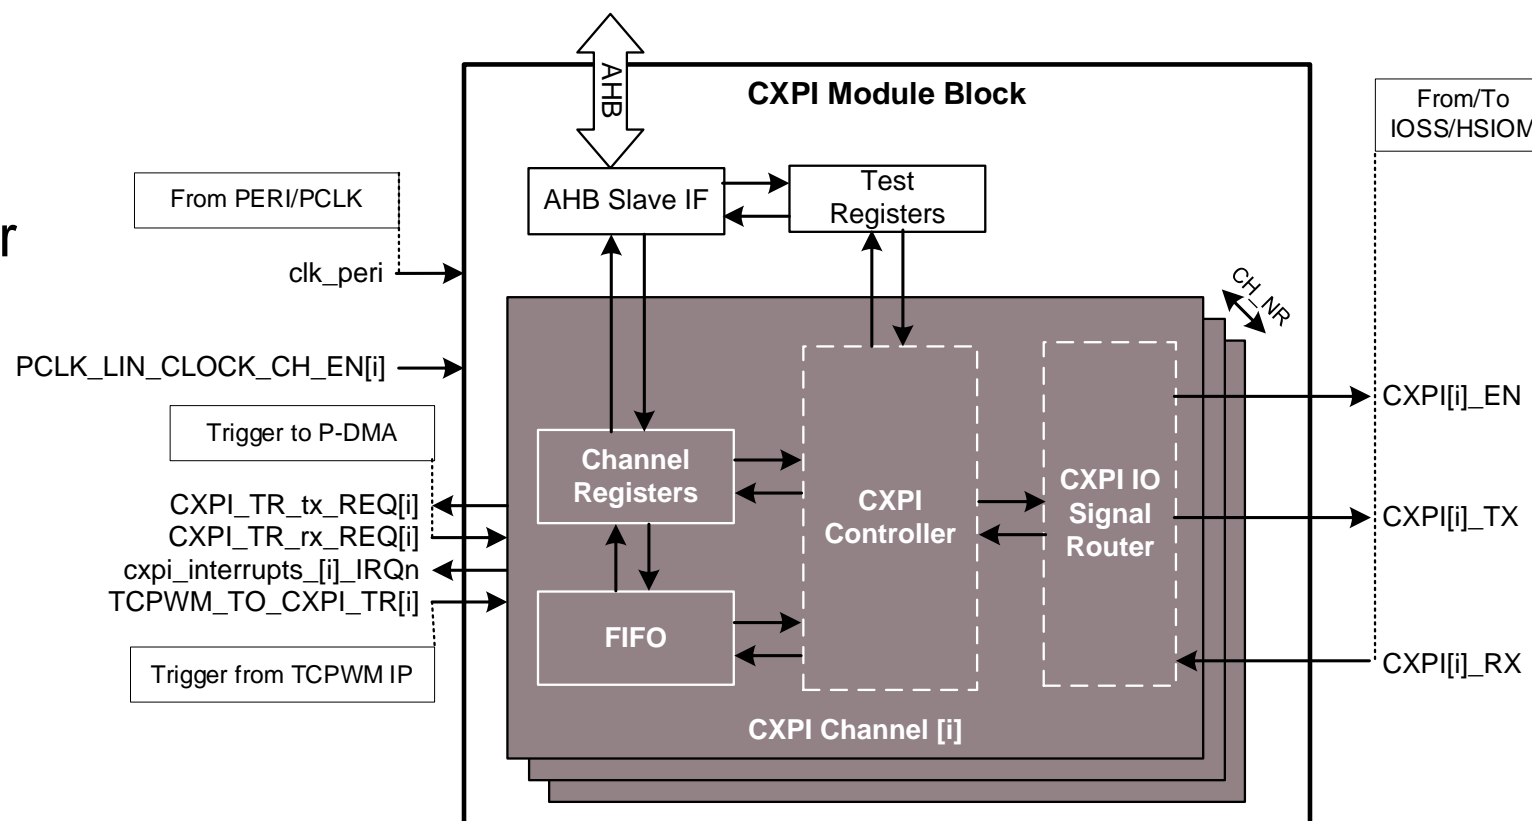 AHB
CXPI Module Block
From/To
IOSS/HSIOM
From PERI/PCLK
AHB Slave IF
Test
Registers
r
clk_peri
CH_NR
PCLK_LIN_CLOCK_CH_EN[i]
CXPI[i]_EN
Trigger to P-DMA
Channel
Registers
CXPI
Controller
CXPI IO
Signal
Router
CXPI_TR_tx_REQ[i]
CXPI_TR_rx_REQ[i]
cxpi_interrupts_[i]_IRQn
TCPWM_TO_CXPI_TR[i]
CXPI[i]_TX
FIFO
Trigger from TCPWM IP
CXPI[i]_RX
CXPI Channel [i]